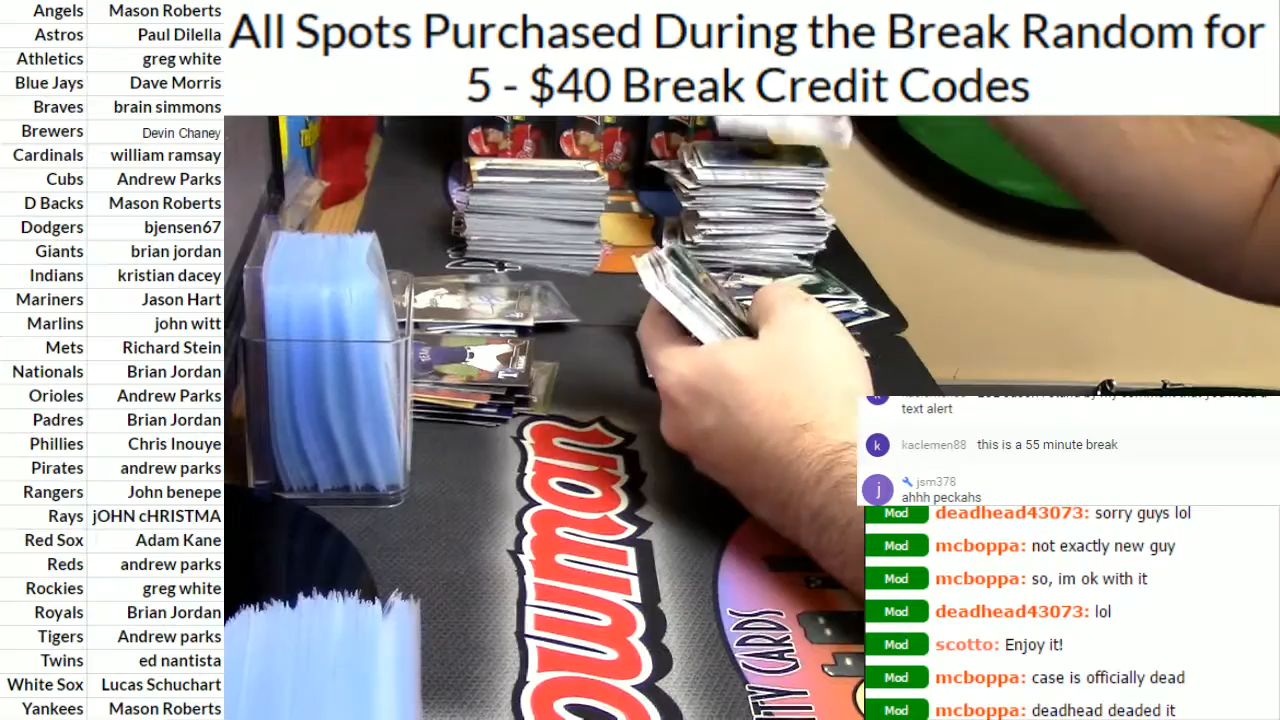 All Spots Purchased During the Break Random for
5 - $40 Break Credit Codes
Angels Mason Roberts
Astros Paul Dilella
Athletics greg white
Blue Jays Dave Morris
Braves brain simmons
Brewers Devin Chaney
Cardinals william ramsay
Cubs Andrew Parks
D Backs Mason Roberts
Dodgers bjensen67
Giants brian jordan
Indians kristian dacey
Mariners Jason Hart
Marlins john witt
Mets Richard Stein
Nationals Brian Jordan
Orioles Andrew Parks
Padres Brian Jordan
Phillies Chris Inouye
Pirates andrew parks
Rangers John benepe
Rays jOHN cHRISTMA
Red Sox Adam Kane
Reds andrew parks
Rockies greg white
Royals Brian Jordan
Tigers Andrew parks
Twins ed nantista
White Sox Lucas Schuchart
Yankees Mason Roberts
owman
ITY CARDS
text alert
k kaclemen88 this is a 55 minute break
j jsm378
ahhh peckahs
Mod deadhead43073: sorry guys lol
Mod mcboppa: not exactly new guy
Mod mcboppa: so, im ok with it
Mod deadhead43073: lol
Mod scotto: Enjoy it!
Mod mcboppa: case is officially dead
Mod mcboppa: deadhead deaded it